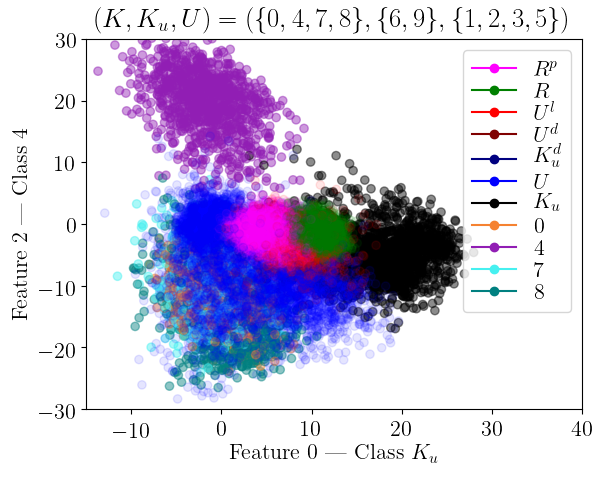 (K, K_u, U) = ({0, 4, 7, 8}, {6, 9}, {1, 2, 3, 5})
30
20
10
0
−10
−20
−30
Feature 2 — Class 4
R^p
R
U^l
U^d
K_u^d
U
K_u
0
4
7
8
−10
0
10
20
30
40
Feature 0 — Class K_u